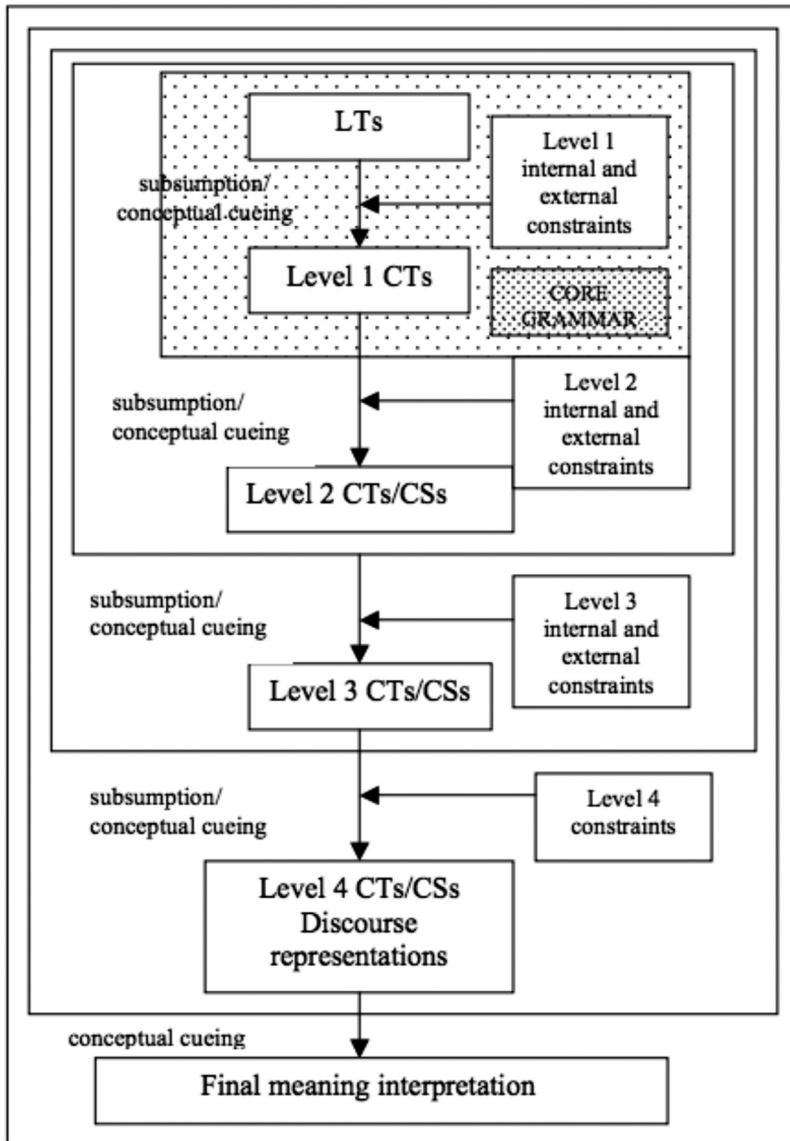 LTs
Level 1
internal and
external
constraints
subsumption/
conceptual cueing
Level 1 CTs
CORE
GRAMMAR
Level 2
internal and
external
constraints
subsumption/
conceptual cueing
Level 2 CTs/CSs
subsumption/
conceptual cueing
Level 3
internal and
external
constraints
Level 3 CTs/CSs
subsumption/
conceptual cueing
Level 4
constraints
Level 4 CTs/CSs
Discourse
representations
conceptual cueing
Final meaning interpretation